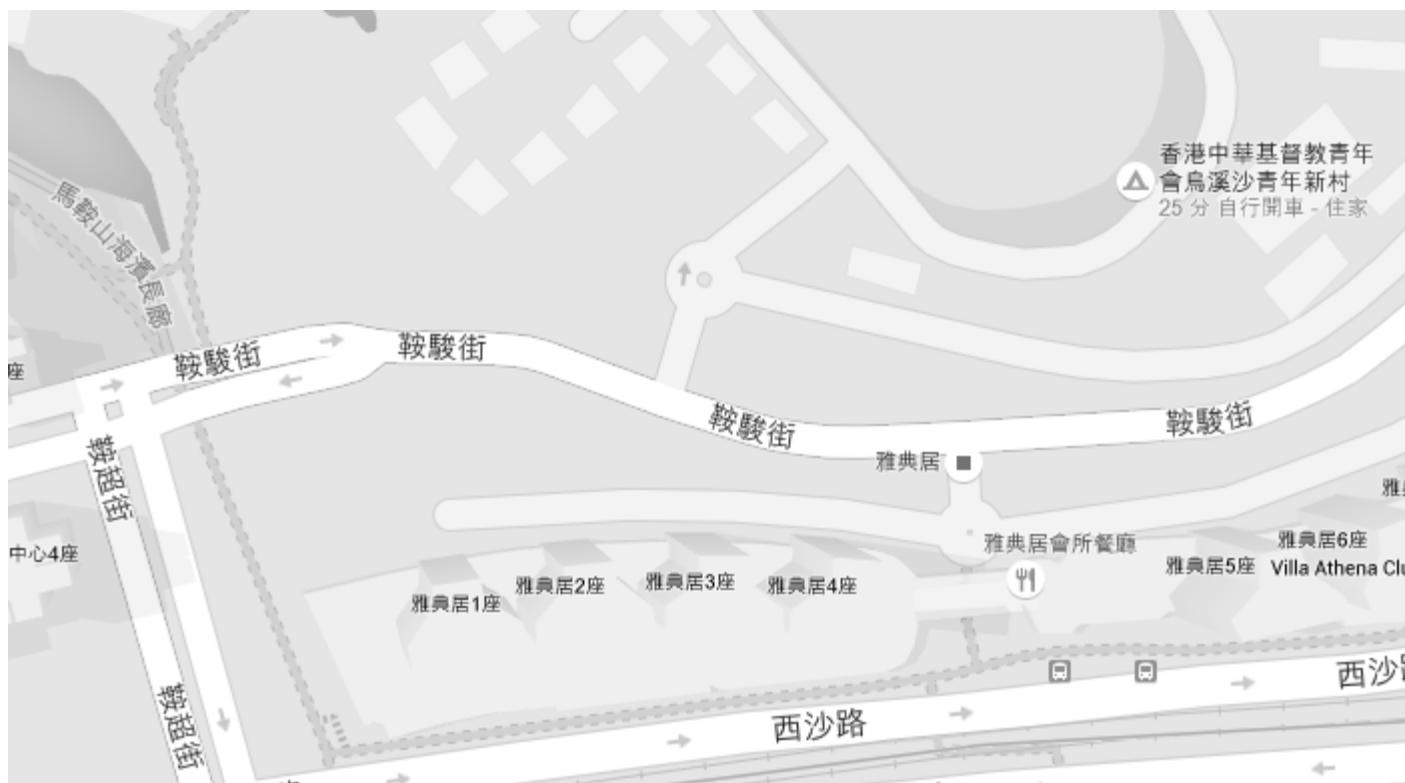 香港中華基督教青年
會烏溪沙青年新村
25 分 自行開車 - 住家
馬鞍山海濱長廊
鞍駿街
鞍駿街
座
鞍駿街
鞍駿街
鞍超街
雅典居
雅
中心4座
雅典居會所餐廳
雅典居6座
雅典居5座
Villa Athena Clu
雅典居1座
雅典居2座
雅典居3座
雅典居4座
鞍超街
西沙路
西沙